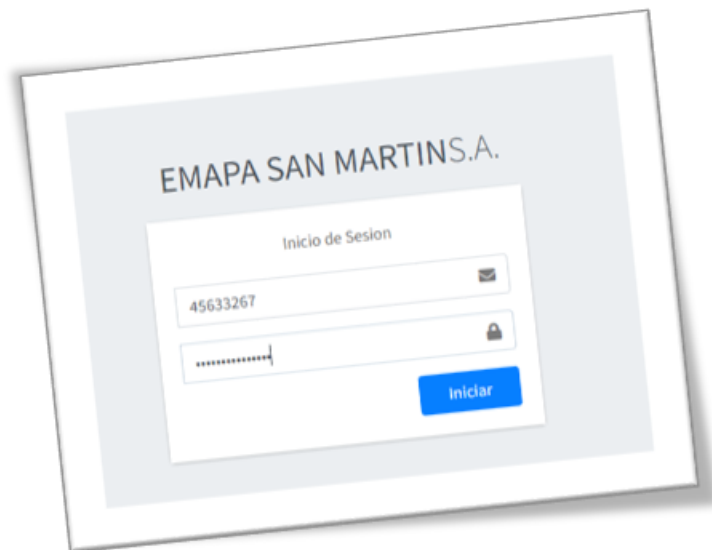 EMAPA SAN MARTINS.A.
Inicio de Sesion
45633267
•••••••••••••••
Iniciar